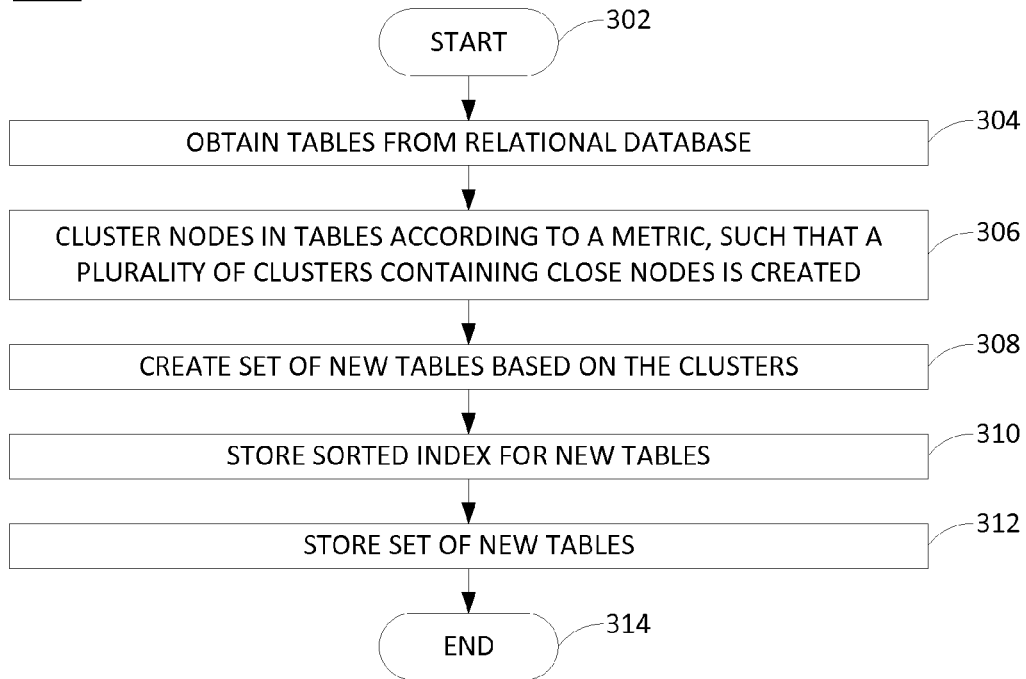 START
302
OBTAIN TABLES FROM RELATIONAL DATABASE
304
CLUSTER NODES IN TABLES ACCORDING TO A METRIC, SUCH THAT A
PLURALITY OF CLUSTERS CONTAINING CLOSE NODES IS CREATED
306
CREATE SET OF NEW TABLES BASED ON THE CLUSTERS
308
STORE SORTED INDEX FOR NEW TABLES
310
STORE SET OF NEW TABLES
312
END
314